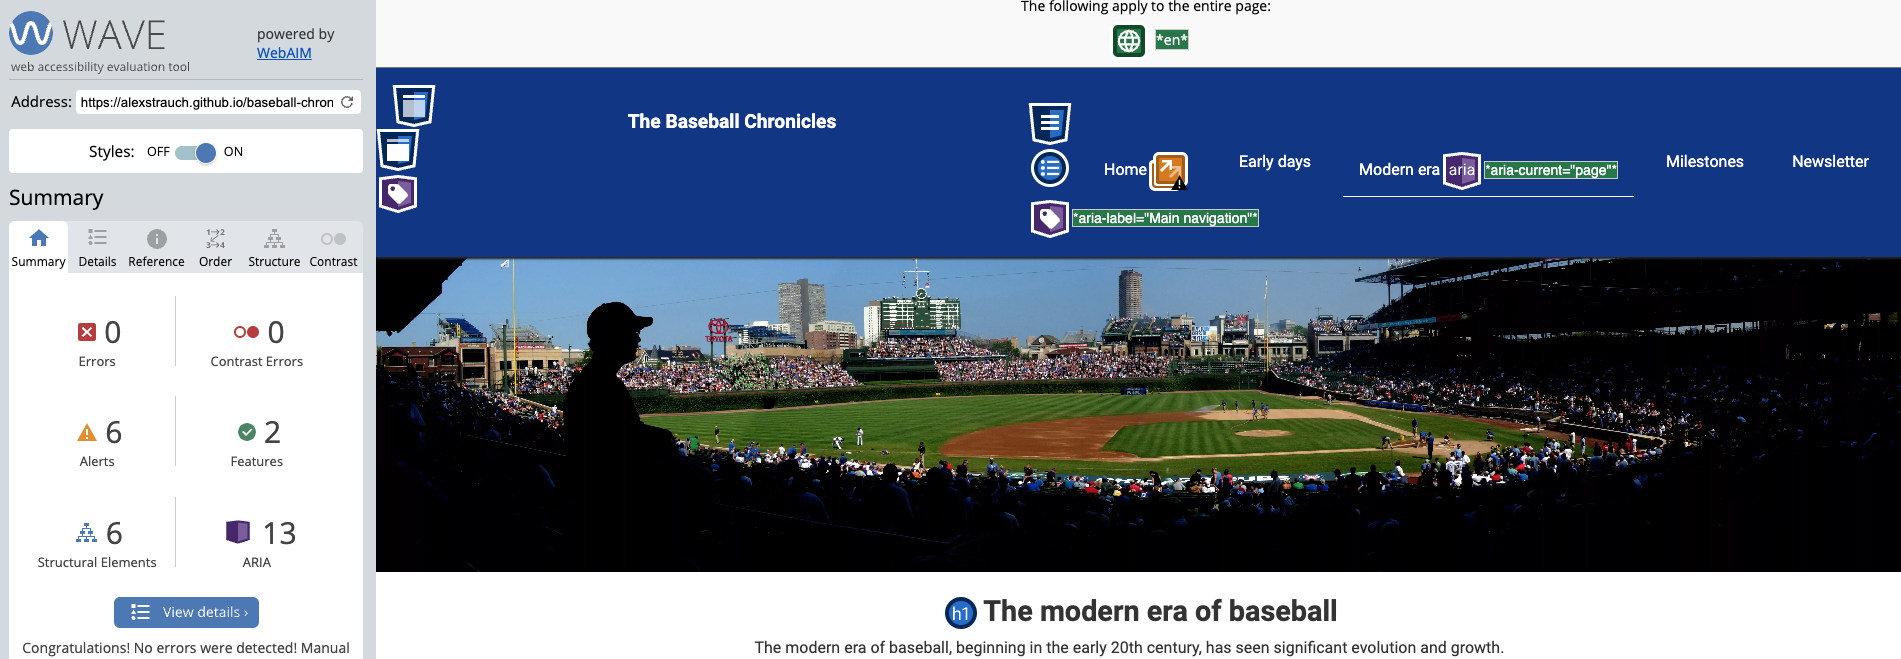 WAVE
powered by
WebAIM
web accessibility evaluation tool
Address: https://alexstrauch.github.io/baseball-chron
Styles: OFF ON
Summary
Summary Details Reference Order Structure Contrast
0 Errors
0 Contrast Errors
6 Alerts
2 Features
6 Structural Elements
13 ARIA
View details ›
Congratulations! No errors were detected! Manual
The following apply to the entire page:
*en*
The Baseball Chronicles
Home
Early days
Modern era aria *aria-current="page"*
Milestones
Newsletter
*aria-label="Main navigation"*
TOYOTA
h1 The modern era of baseball
The modern era of baseball, beginning in the early 20th century, has seen significant evolution and growth.